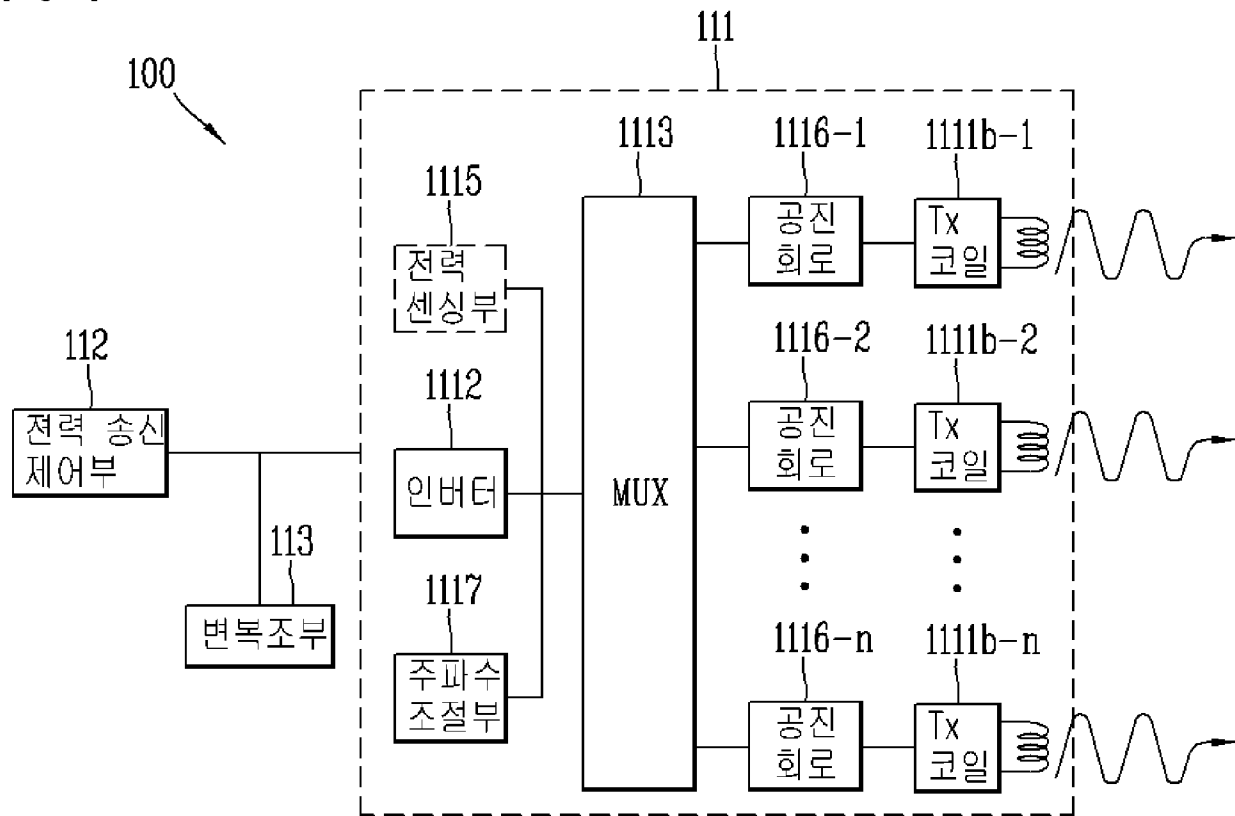 111
100
1113
1116-1
1111b-1
1115
공진
회로
Tx
코일
전력
센싱부
112
1116-2
1111b-2
1112
전력 송신
제어부
공진
회로
Tx
코일
인버터
MUX
113
1117
변복조부
1116-n
1111b-n
주파수
조절부
공진
회로
Tx
코일